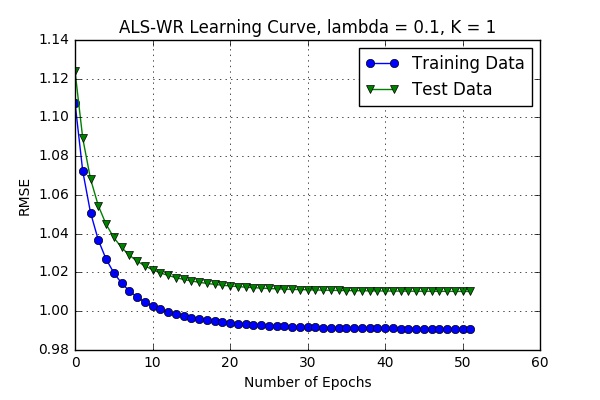 ALS-WR Learning Curve, lambda = 0.1, K = 1
1.14
1.12
1.10
1.08
1.06
1.04
1.02
1.00
0.98
RMSE
Training Data
Test Data
0 10 20 30 40 50 60
Number of Epochs